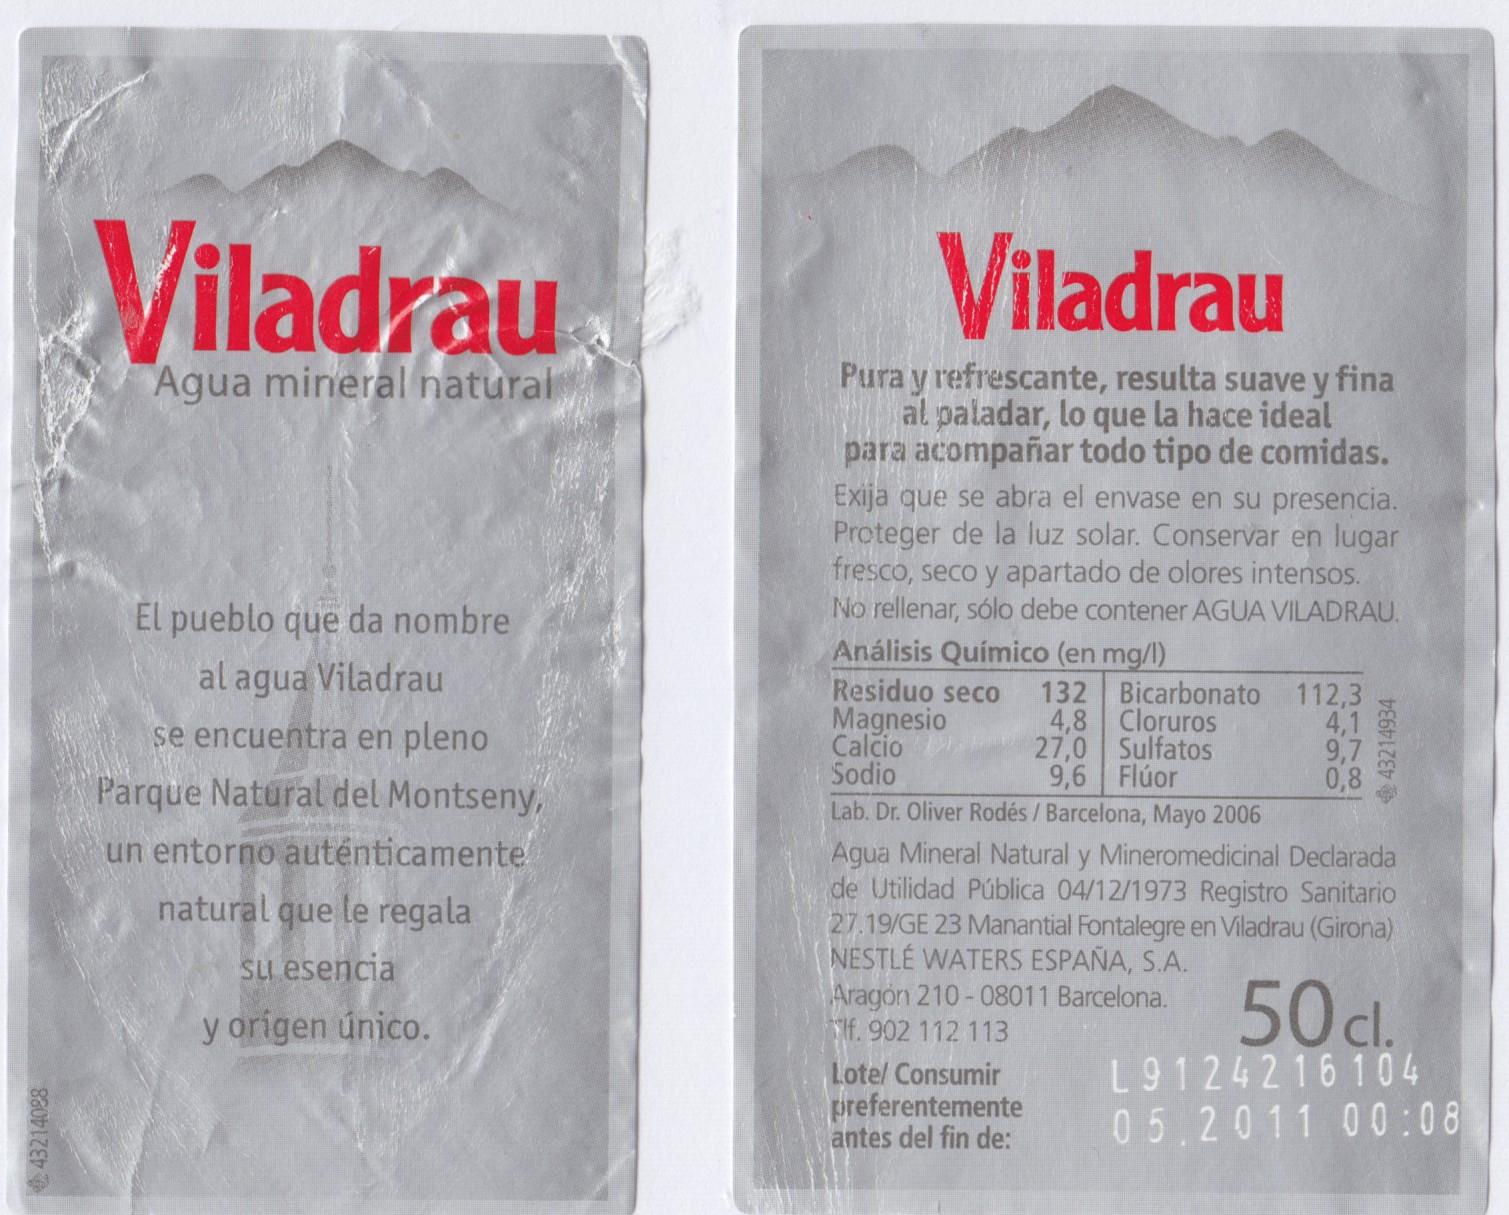 Viladrau
Agua mineral natural
El pueblo que da nombre
al agua Viladrau
se encuentra en pleno
Parque Natural del Montseny,
un entorno auténticamente
natural que le regala
su esencia
y orígen único.
43214088
Viladrau
Pura y refrescante, resulta suave y fina
al paladar, lo que la hace ideal
para acompañar todo tipo de comidas.
Exija que se abra el envase en su presencia.
Proteger de la luz solar. Conservar en lugar
fresco, seco y apartado de olores intensos.
No rellenar, sólo debe contener AGUA VILADRAU.
Análisis Químico (en mg/l)
Residuo seco 132 Bicarbonato 112,3
Magnesio 4,8 Cloruros 4,1
Calcio 27,0 Sulfatos 9,7
Sodio 9,6 Flúor 0,8
43214934
Lab. Dr. Oliver Rodés / Barcelona, Mayo 2006
Agua Mineral Natural y Mineromedicinal Declarada
de Utilidad Pública 04/12/1973 Registro Sanitario
27.19/GE 23 Manantial Fontalegre en Viladrau (Girona)
NESTLÉ WATERS ESPAÑA, S.A.
Aragón 210 - 08011 Barcelona.
Tlf. 902 112 113
50 cl.
Lote/ Consumir
preferentemente
antes del fin de:
L9124216104
05.2011 00:08